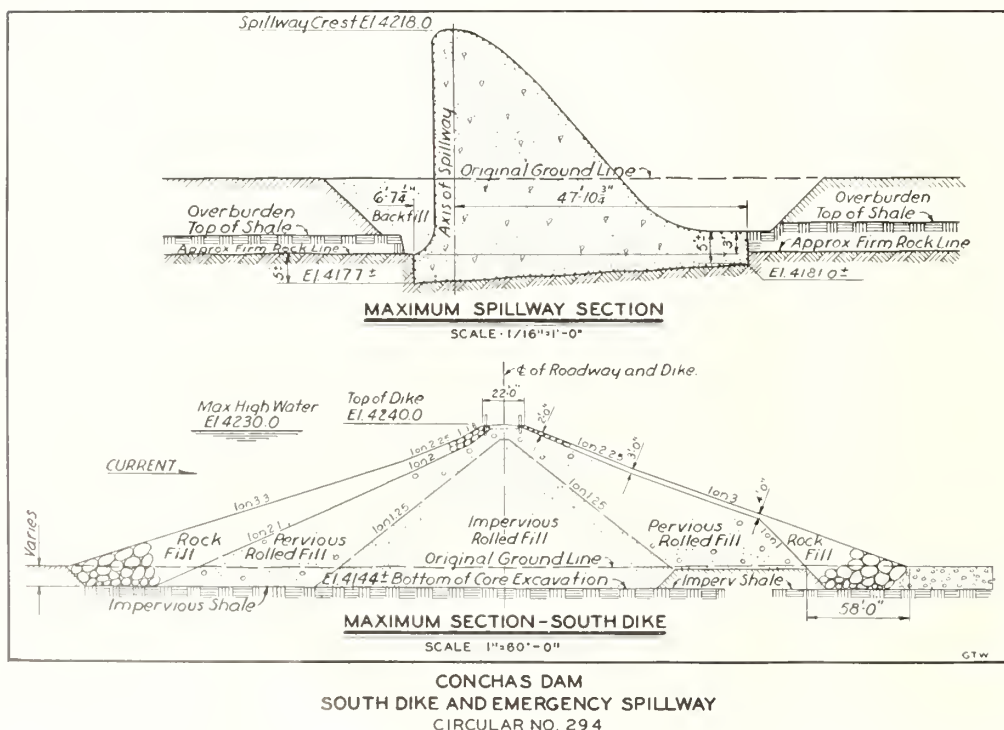 Spillway Crest El 4218.0
Axis of Spillway
Original Ground Line
6'-7¼"
Backfill
47'-10¾"
Overburden
Top of Shale
Approx Firm Rock Line
5'±
El. 4177±
Overburden
Top of Shale
Approx Firm Rock Line
5'±
3'
El. 4181.0±
MAXIMUM SPILLWAY SECTION
SCALE · 1/16"=1'-0"
℄ of Roadway and Dike.
22'-0"
Max High Water
El 4230.0
Top of Dike
El. 4240.0
CURRENT
1 on 3.3
1 on 2.25
1 on 2
1 on 2.1
1 on 1.25
2'-0"
1 on 2.25
3'-0"
1 on 3
1 on 1.25
1 on 1
Varies
Rock
Fill
Pervious
Rolled Fill
Impervious
Rolled Fill
Pervious
Rolled Fill
Rock
Fill
Original Ground Line
El. 4144± Bottom of Core Excavation
Imperv Shale
Impervious Shale
58'-0"
MAXIMUM SECTION - SOUTH DIKE
SCALE 1"=60'-0"
GTW
CONCHAS DAM
SOUTH DIKE AND EMERGENCY SPILLWAY
CIRCULAR NO. 294